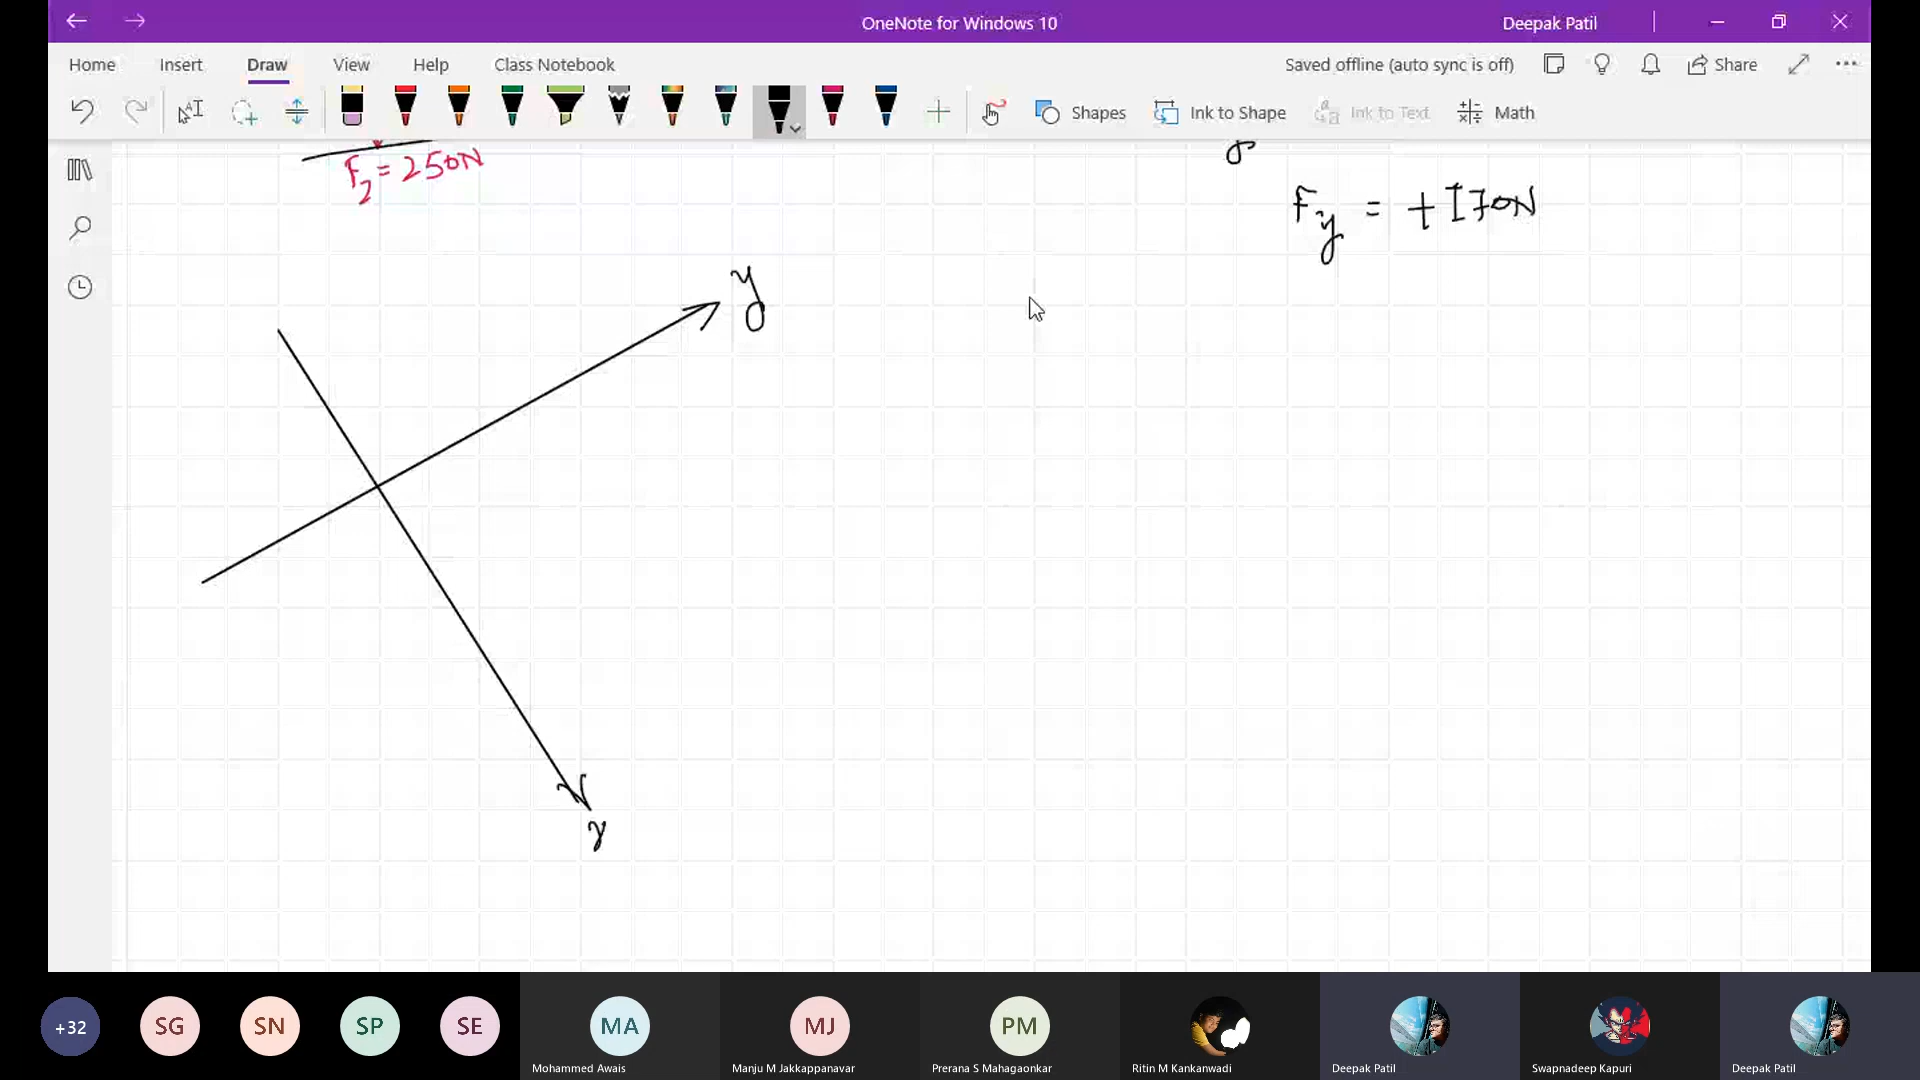 OneNote for Windows 10
Deepak Patil
Home Insert Draw View Help Class Notebook
Saved offline (auto sync is off) Share
Shapes Ink to Shape Ink to Text Math
F2 = 250N
Fy = + 170N
y
x
+32 SG SN SP SE MA MJ PM
Mohammed Awais Manju M Jakkappanavar Prerana S Mahagaonkar Ritin M Kankanwadi Deepak Patil Swapnadeep Kapuri Deepak Patil